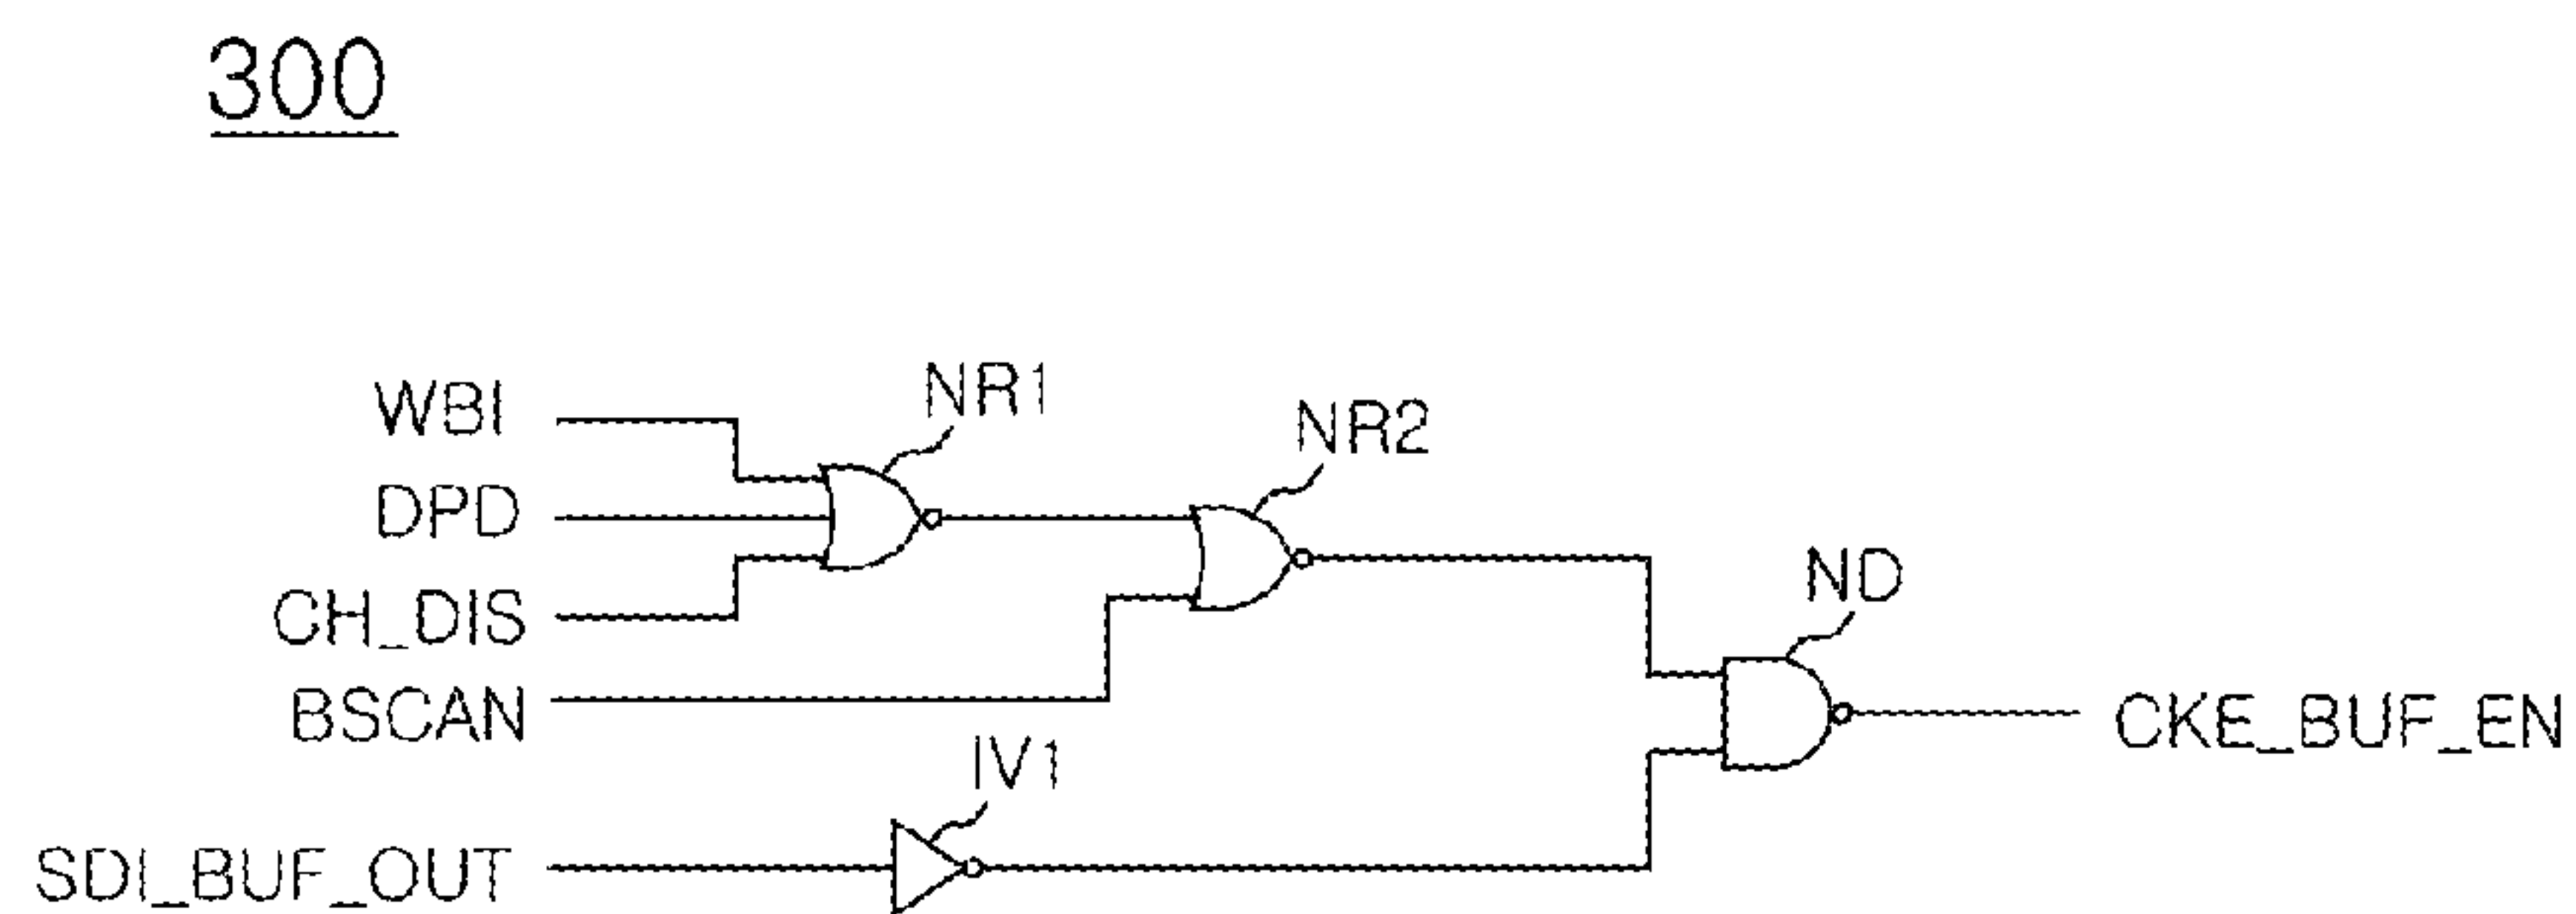 300
WBI
NR1
NR2
DPD
ND
CH_DIS
BSCAN
CKE_BUF_EN
IV1
SDI_BUF_OUT